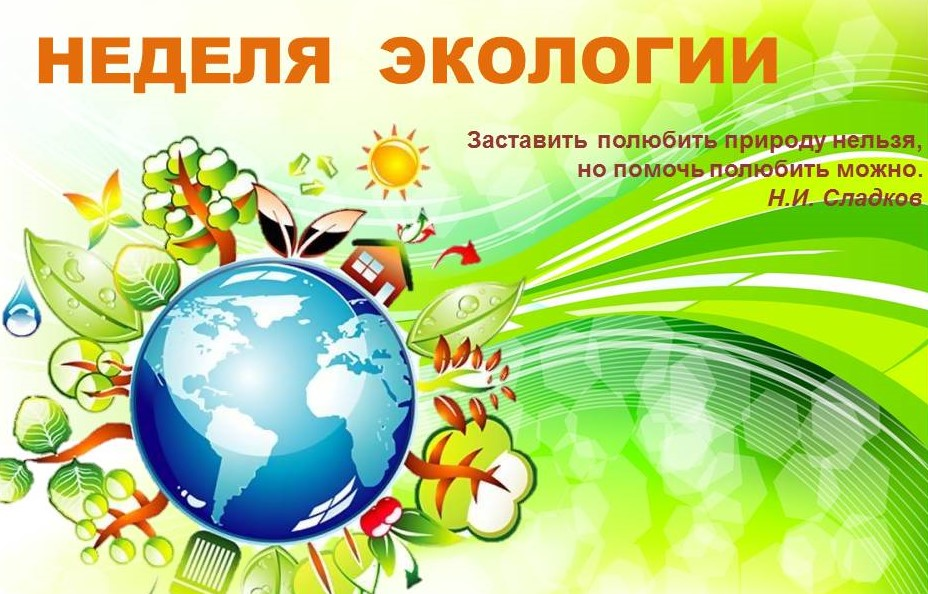 НЕДЕЛЯ ЭКОЛОГИИ
Заставить полюбить природу нельзя,
но помочь полюбить можно.
Н.И. Сладков